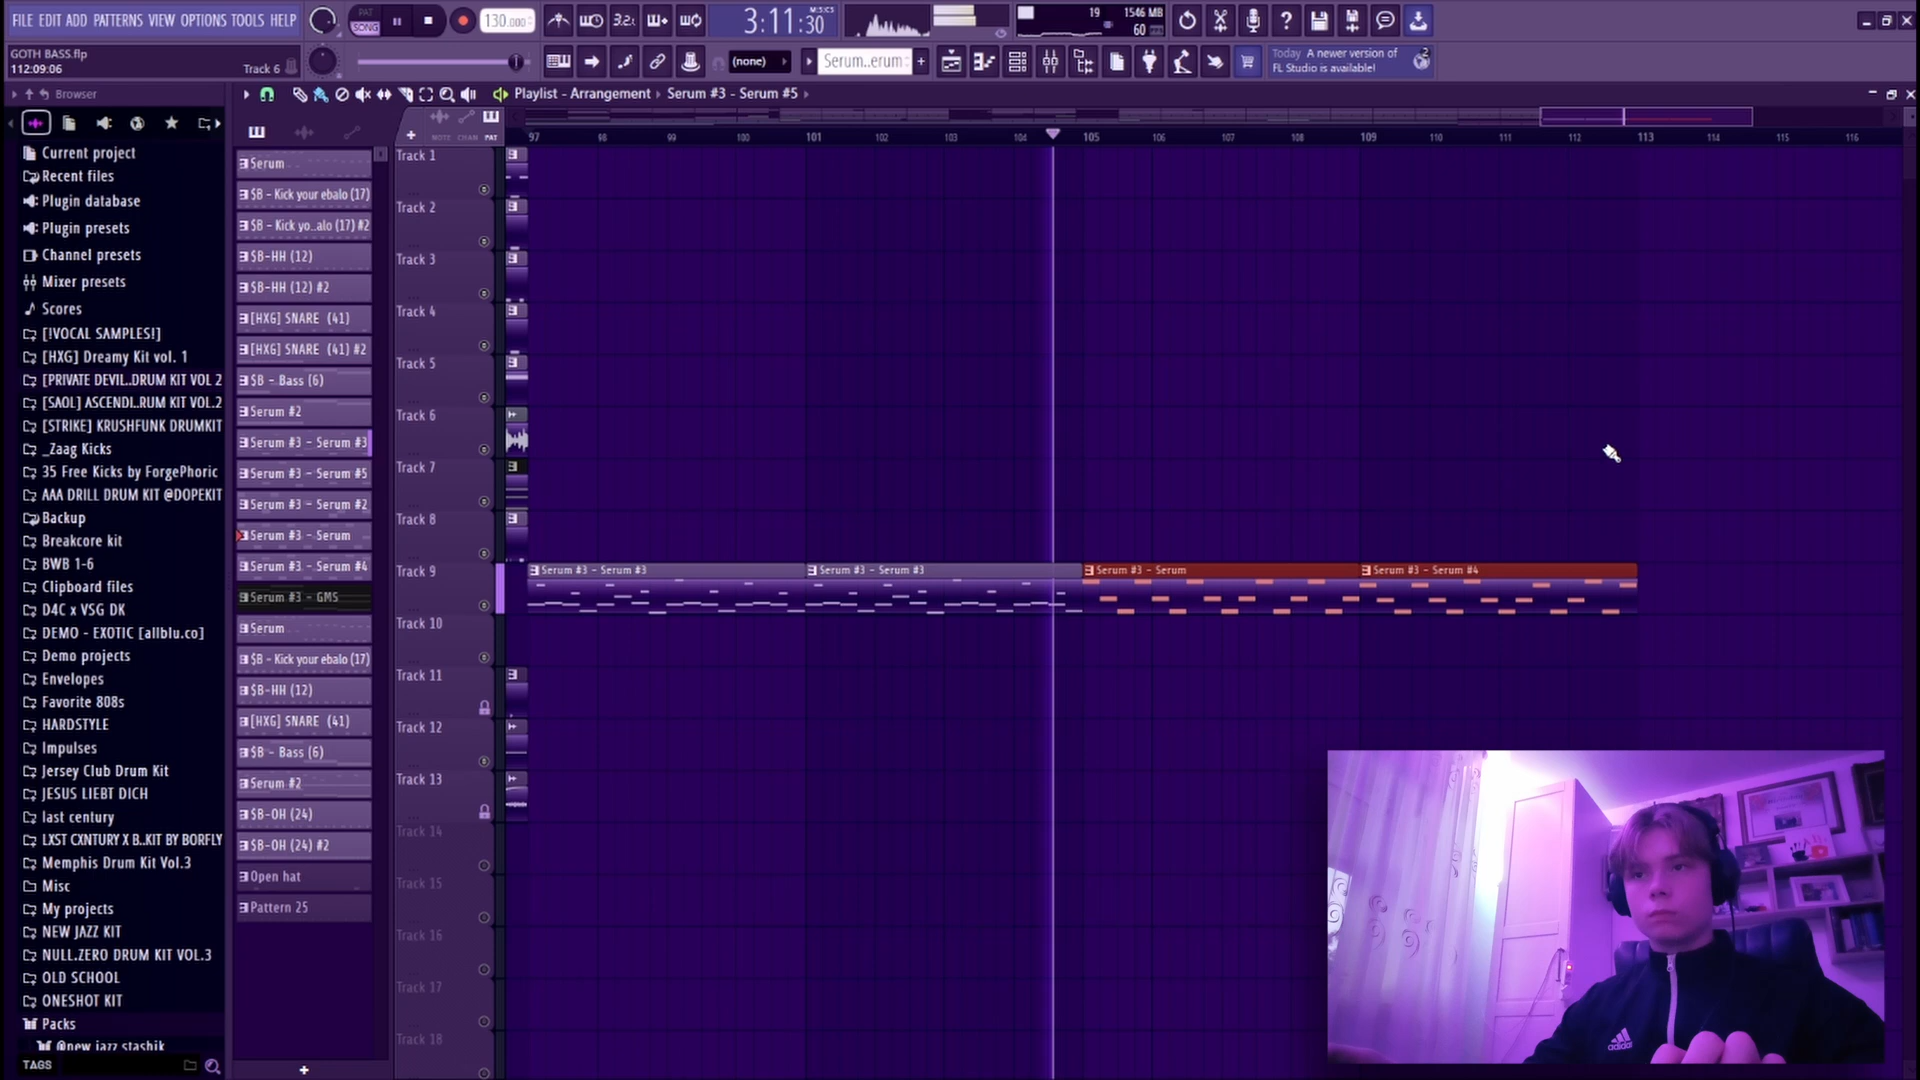 FILE EDIT ADD PATTERNS VIEW OPTIONS TOOLS HELP
PAT
SONG
130.000
3.2.
3:11:30
M:S:CS
19
1546 MB
60
GOTH BASS.flp
112:09:06
Track 6
(none)
Serum..erum
+
Today A newer version of
FL Studio is available!
Browser
Playlist - Arrangement › Serum #3 - Serum #5 ›
Current project
Recent files
Plugin database
Plugin presets
Channel presets
Mixer presets
Scores
[!VOCAL SAMPLES!]
[HXG] Dreamy Kit vol. 1
[PRIVATE DEVIL..DRUM KIT VOL 2
[SAOL] ASCENDI..RUM KIT VOL.2
[STRIKE] KRUSHFUNK DRUMKIT
_Zaag Kicks
35 Free Kicks by ForgePhoric
AAA DRILL DRUM KIT @DOPEKIT
Backup
Breakcore kit
BWB 1-6
Clipboard files
D4C x VSG DK
DEMO - EXOTIC [allblu.co]
Demo projects
Envelopes
Favorite 808s
HARDSTYLE
Impulses
Jersey Club Drum Kit
JESUS LIEBT DICH
last century
LXST CXNTURY X B..KIT BY BORFLY
Memphis Drum Kit Vol.3
Misc
My projects
NEW JAZZ KIT
NULL.ZERO DRUM KIT VOL.3
OLD SCHOOL
ONESHOT KIT
Packs
@new jazz stashik
TAGS
Serum
$B - Kick your ebalo (17)
$B - Kick yo..alo (17) #2
$B-HH (12)
$B-HH (12) #2
[HXG] SNARE (41)
[HXG] SNARE (41) #2
$B - Bass (6)
Serum #2
Serum #3 - Serum #3
Serum #3 - Serum #5
Serum #3 - Serum #2
Serum #3 - Serum
Serum #3 - Serum #4
Serum #3 - GMS
Serum
$B - Kick your ebalo (17)
$B-HH (12)
[HXG] SNARE (41)
$B - Bass (6)
Serum #2
$B-OH (24)
$B-OH (24) #2
Open hat
Pattern 25
+
+
NOTE CHAN PAT
97 98 99 100 101 102 103 104 105 106 107 108 109 110 111 112 113 114 115 116
Track 1
Track 2
Track 3
Track 4
Track 5
Track 6
Track 7
Track 8
Track 9
Track 10
Track 11
Track 12
Track 13
Track 14
Track 15
Track 16
Track 17
Track 18
Serum #3 - Serum #3
Serum #3 - Serum #3
Serum #3 - Serum
Serum #3 - Serum #4
adidas